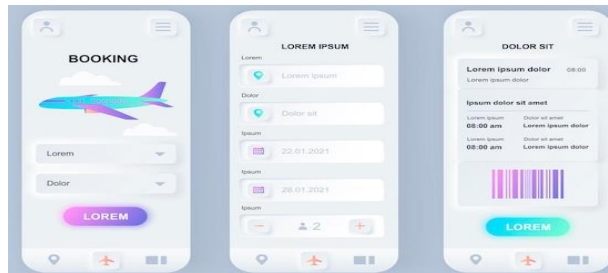 BOOKING
Lorem
Dolor
LOREM
LOREM IPSUM
Lorem
Lorem ipsum
Dolor
Dolor sit
Ipsum
22.01.2021
Ipsum
28.01.2021
Ipsum
2
DOLOR SIT
Lorem ipsum dolor 08:00
Lorem ipsum dolor
Ipsum dolor sit amet
Lorem ipsum Dolor sit amet
08:00 am Lorem ipsum dolor
Lorem ipsum Dolor sit amet
08:00 am Lorem ipsum dolor
LOREM